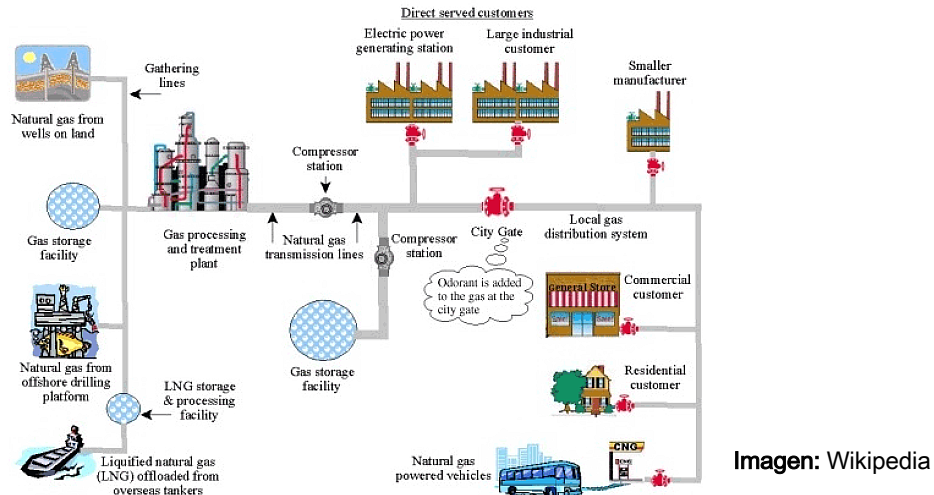 Direct served customers
Electric power
generating station
Large industrial
customer
Smaller
manufacturer
Gathering
lines
Natural gas from
wells on land
Compressor
station
Gas storage
facility
Gas processing
and treatment
plant
Natural gas
transmission lines
Compressor
station
City Gate
Local gas
distribution system
Odorant is added
to the gas at the
city gate
General Store
SALE
SALE
Commercial
customer
Natural gas from
offshore drilling
platform
Gas storage
facility
Residential
customer
LNG storage
& processing
facility
Liquified natural gas
(LNG) offloaded from
overseas tankers
Natural gas
powered vehicles
CNG
Imagen: Wikipedia